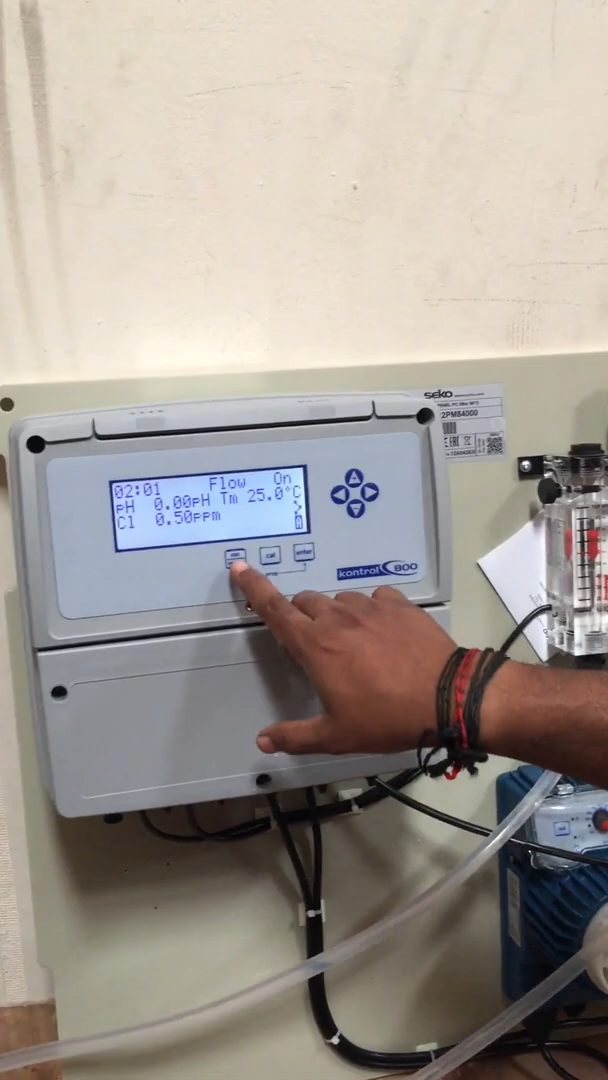 SEKO
2PM84000
02:01 Flow On
pH 0.00pH Tm 25.0°C
Cl 0.50ppm
esc
cal
enter
kontrol 800